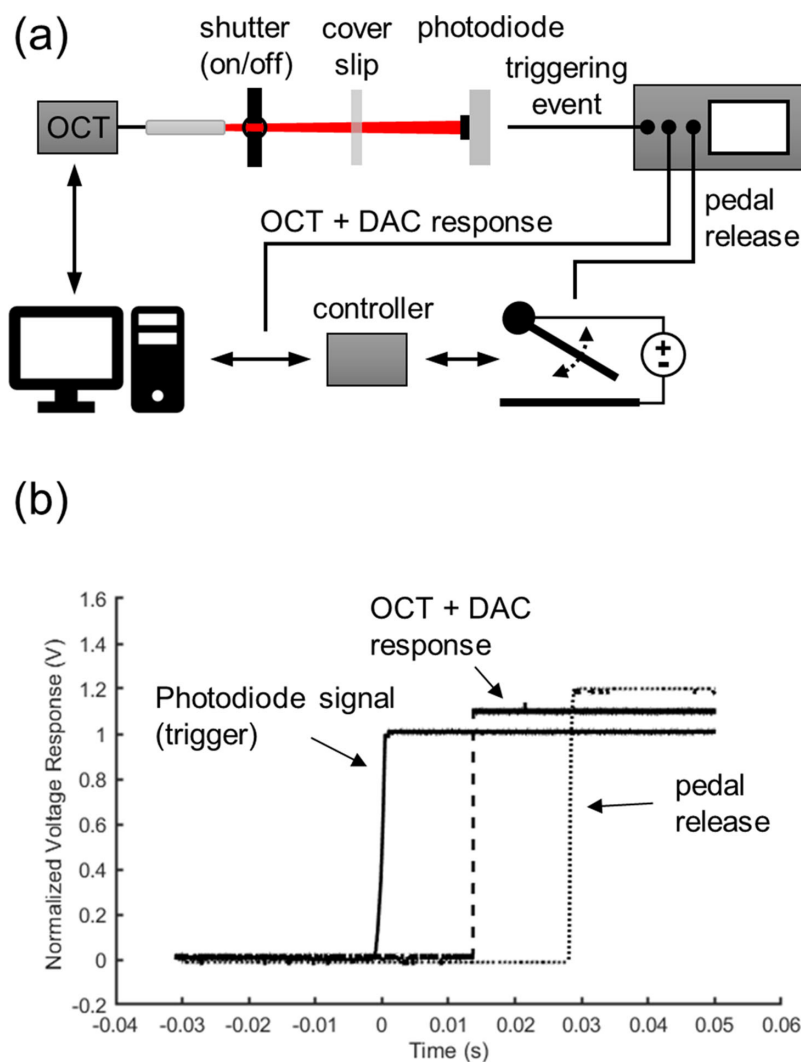 (a)
shutter
(on/off)
cover
slip
photodiode
triggering
event
OCT
pedal
release
OCT + DAC response
controller
+
-
(b)
1.6
1.4
1.2
1
0.8
0.6
0.4
0.2
0
-0.2
Normalized Voltage Response (V)
OCT + DAC
response
Photodiode signal
(trigger)
pedal
release
-0.04
-0.03
-0.02
-0.01
0
0.01
0.02
0.03
0.04
0.05
0.06
Time (s)